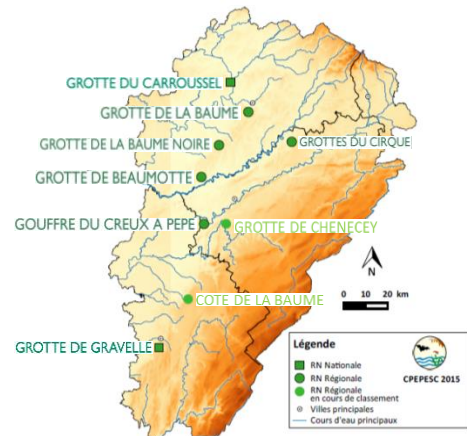 GROTTE DU CARROUSSEL
GROTTE DE LA BAUME
GROTTE DE LA BAUME NOIRE
GROTTES DU CIRQUE
GROTTE DE BEAUMOTTE
GOUFFRE DU CREUX A PEPE
GROTTE DE CHENECEY
N
COTE DE LA BAUME
0 10 20 km
GROTTE DE GRAVELLE
Légende
RN Nationale
RN Régionale
RN Régionale
en cours de classement
Villes principales
Cours d'eau principaux
CPEPESC 2015